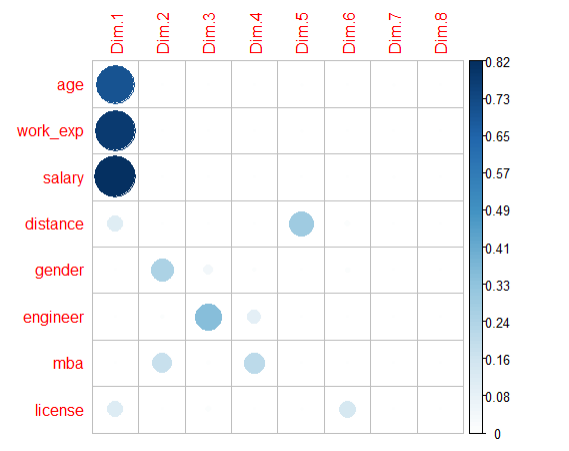 Dim.1 Dim.2 Dim.3 Dim.4 Dim.5 Dim.6 Dim.7 Dim.8
age
work_exp
salary
distance
gender
engineer
mba
license
0.82
0.73
0.65
0.57
0.49
0.41
0.33
0.24
0.16
0.08
0